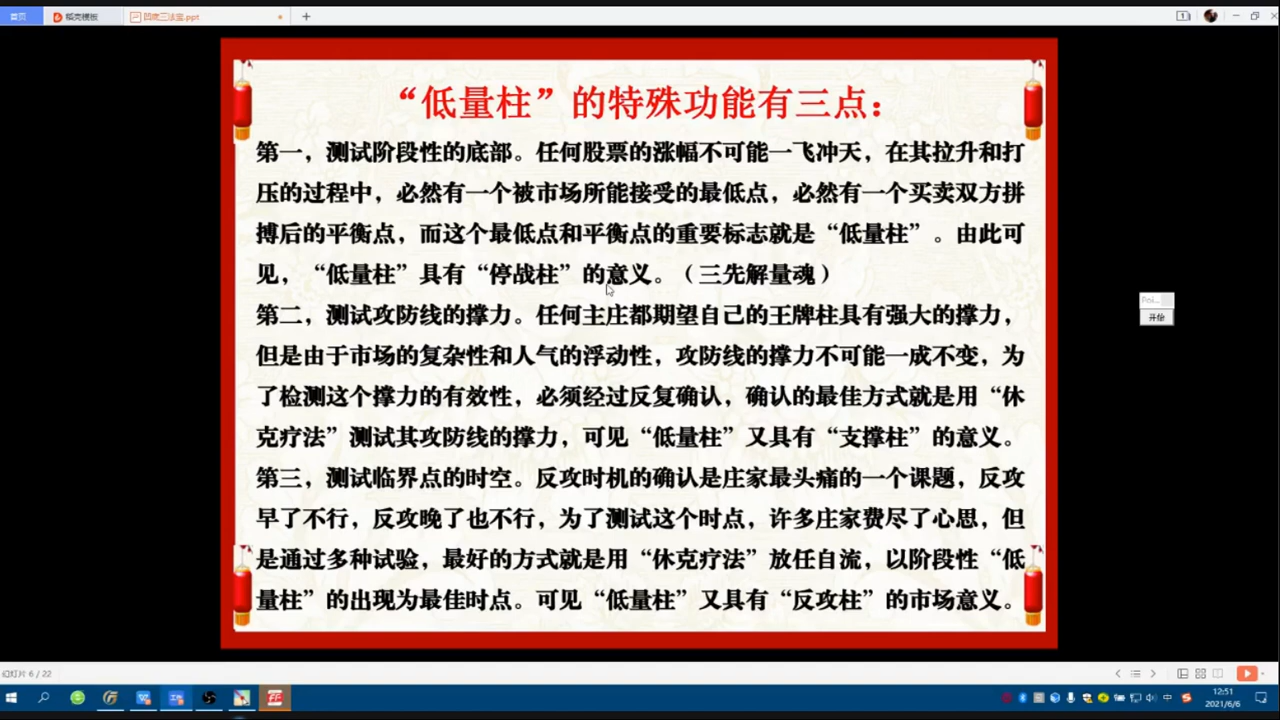 首页
稻壳模板
凹底三法宝.ppt
“低量柱”的特殊功能有三点：
第一，测试阶段性的底部。任何股票的涨幅不可能一飞冲天，在其拉升和打
压的过程中，必然有一个被市场所能接受的最低点，必然有一个买卖双方拼
搏后的平衡点，而这个最低点和平衡点的重要标志就是“低量柱”。由此可
见，“低量柱”具有“停战柱”的意义。（三先解量魂）
第二，测试攻防线的撑力。任何主庄都期望自己的王牌柱具有强大的撑力，
但是由于市场的复杂性和人气的浮动性，攻防线的撑力不可能一成不变，为
了检测这个撑力的有效性，必须经过反复确认，确认的最佳方式就是用“休
克疗法”测试其攻防线的撑力，可见“低量柱”又具有“支撑柱”的意义。
第三，测试临界点的时空。反攻时机的确认是庄家最头痛的一个课题，反攻
早了不行，反攻晚了也不行，为了测试这个时点，许多庄家费尽了心思，但
是通过多种试验，最好的方式就是用“休克疗法”放任自流，以阶段性“低
量柱”的出现为最佳时点。可见“低量柱”又具有“反攻柱”的市场意义。
Poi...
开绘
幻灯片 6 / 22
中
12:51
2021/6/6